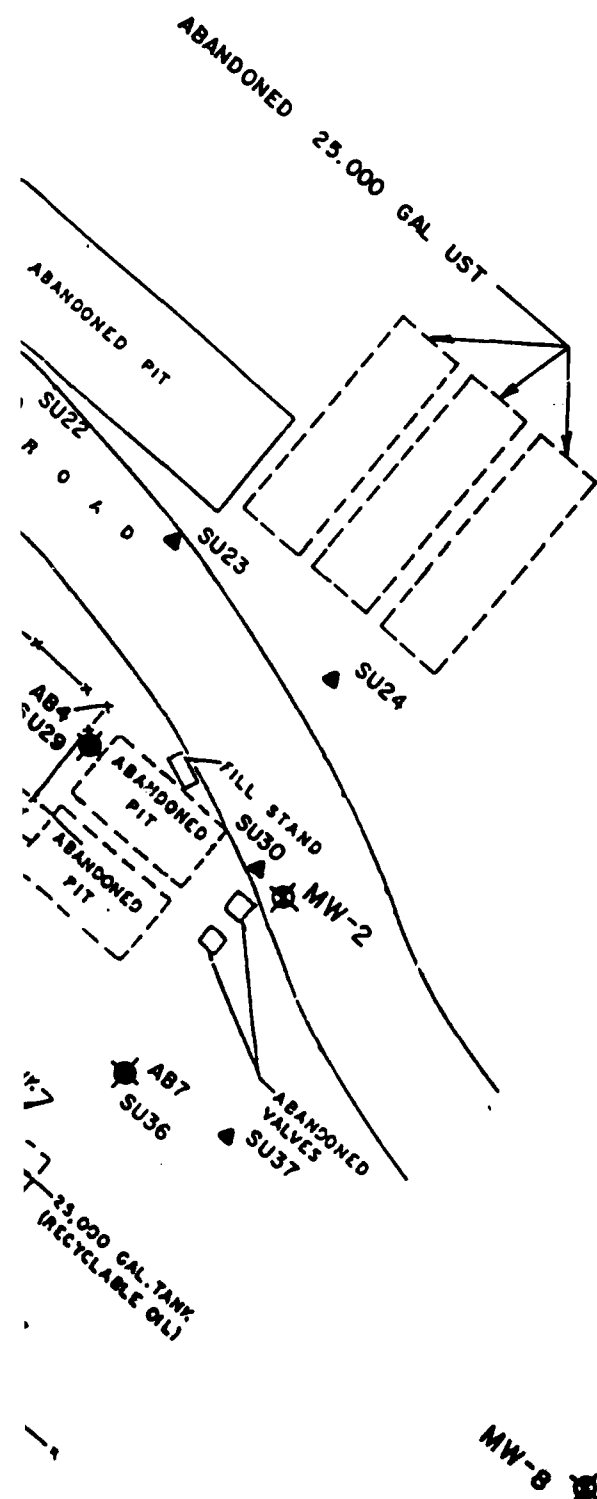 ABANDONED 25.000 GAL UST
ABANDONED PIT
SU22
ROAD
SU23
SU24
AB4
SU29
FILL STAND
ABANDONED
PIT
SU30
ABANDONED
PIT
MW-2
AB7
SU36
ABANDONED
VALVES
SU37
25.000 GAL. TANK
(RECYCLABLE OIL)
MW-8